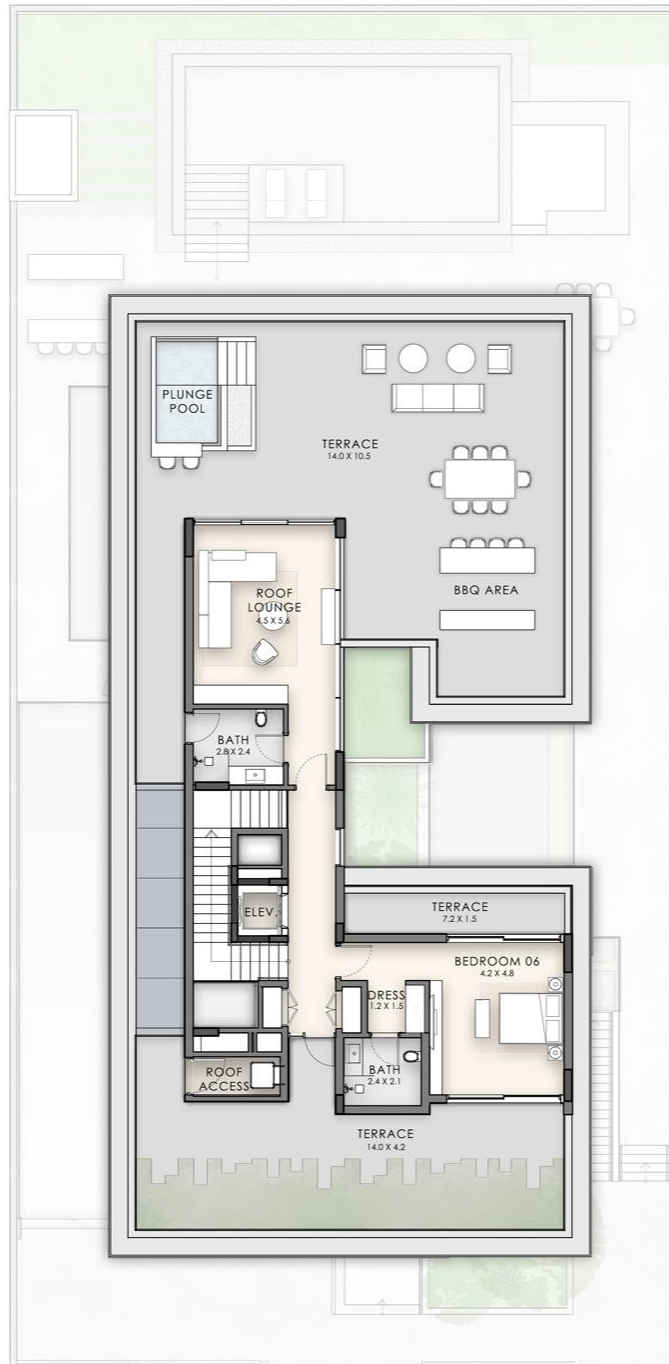 PLUNGE
POOL
TERRACE
14.0 X 10.5
BBQ AREA
ROOF
LOUNGE
4.5 X 5.6
BATH
2.8 X 2.4
ELEV.
TERRACE
7.2 X 1.5
BEDROOM 06
4.2 X 4.8
DRESS
1.2 X 1.5
BATH
2.4 X 2.1
ROOF
ACCESS
TERRACE
14.0 X 4.2